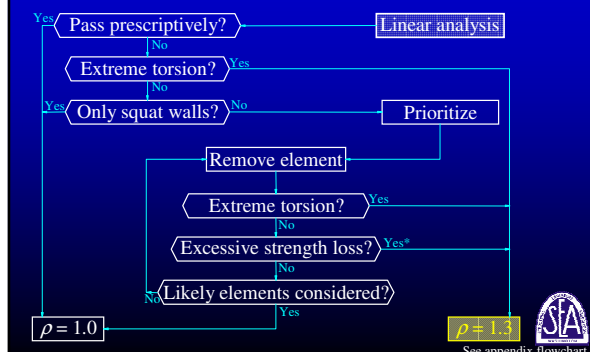 Yes Pass prescriptively? Linear analysis
No
Extreme torsion? Yes
No
Yes Only squat walls? No Prioritize
Remove element
Extreme torsion? Yes
No
Excessive strength loss? Yes*
No
No Likely elements considered?
Yes
ρ = 1.0 ρ = 1.3
SEA
See appendix flowchart